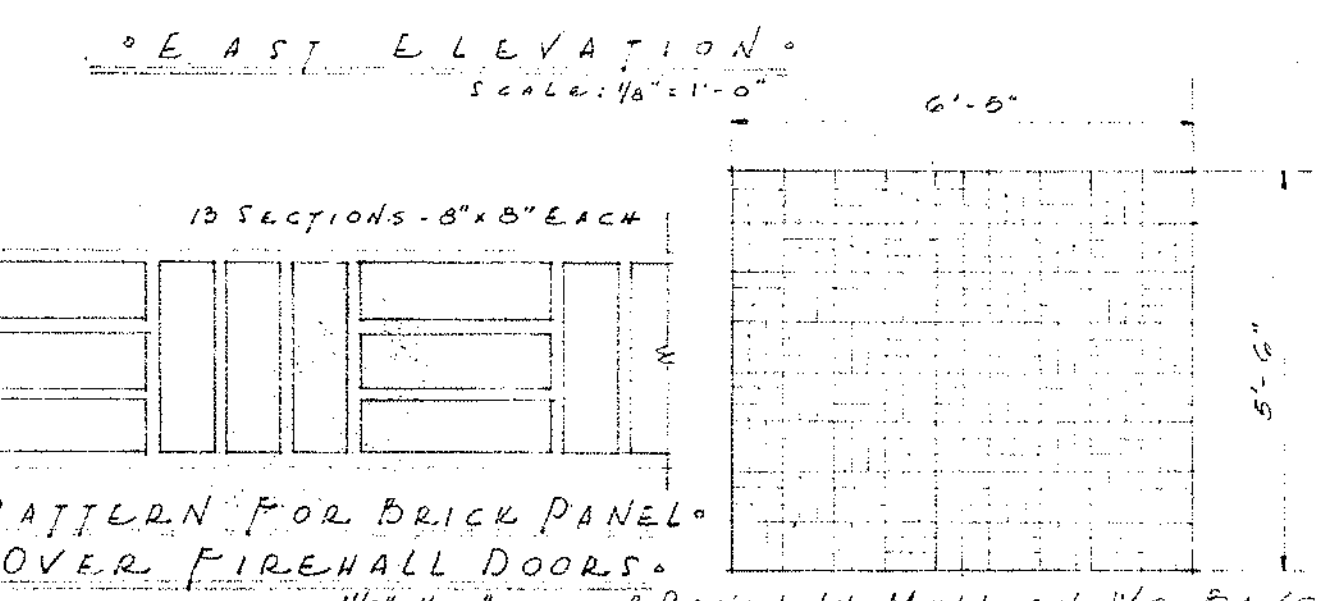 °EAST ELEVATION°
SCALE: 1/8" = 1'-0"
6'-5"
13 SECTIONS - 8" x 8" EACH
5'-6"
PATTERN FOR BRICK PANEL°
OVER FIREHALL DOORS.